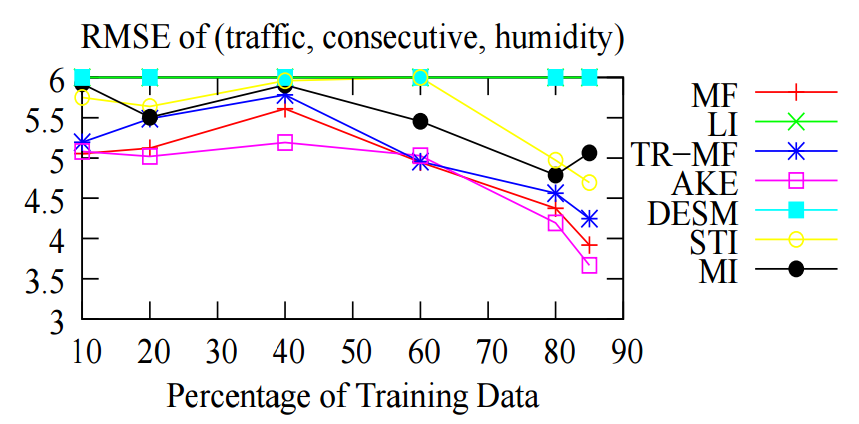 RMSE of (traffic, consecutive, humidity)
6
5.5
5
4.5
4
3.5
3
10 20 30 40 50 60 70 80 90
Percentage of Training Data
MF
LI
TR−MF
AKE
DESM
STI
MI